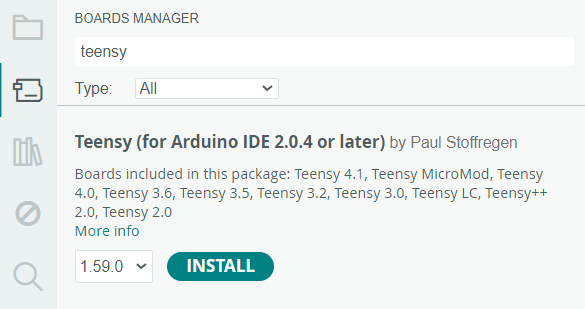 BOARDS MANAGER
teensy
Type: All
Teensy (for Arduino IDE 2.0.4 or later) by Paul Stoffregen
Boards included in this package: Teensy 4.1, Teensy MicroMod, Teensy
4.0, Teensy 3.6, Teensy 3.5, Teensy 3.2, Teensy 3.0, Teensy LC, Teensy++
2.0, Teensy 2.0
More info
1.59.0 INSTALL